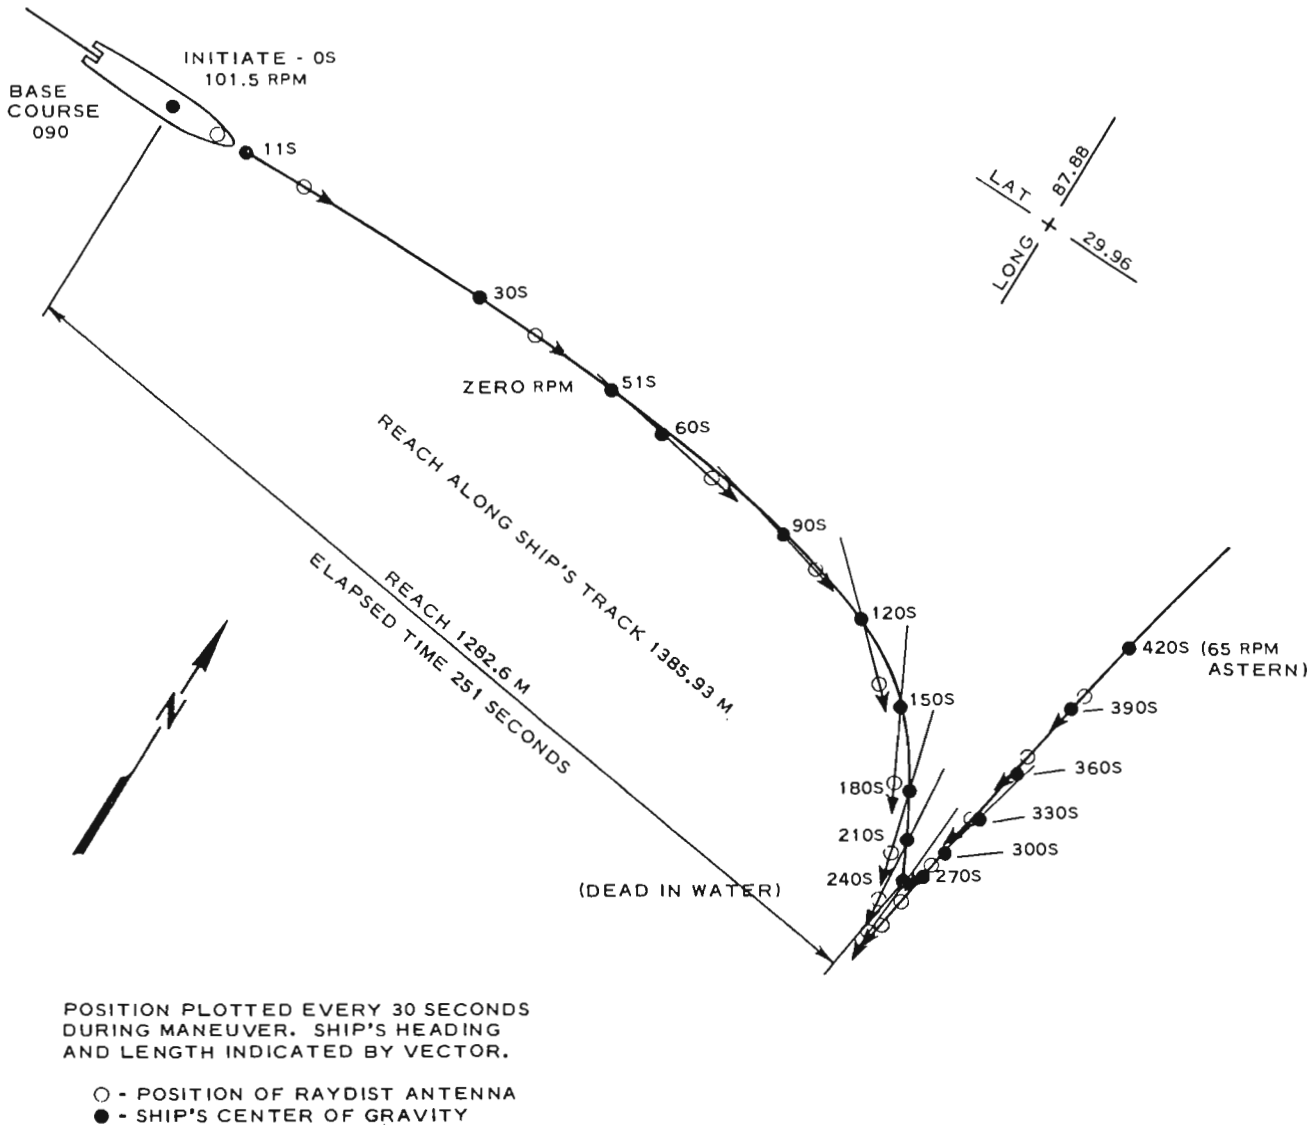 INITIATE - 0S
101.5 RPM
BASE
COURSE
090
11S
LAT
87.88
LONG
29.96
30S
ZERO RPM
51S
60S
REACH ALONG SHIP'S TRACK 1385.93 M
90S
REACH 1282.6 M
ELAPSED TIME 251 SECONDS
120S
420S (65 RPM
ASTERN)
150S
390S
N
360S
180S
330S
210S
300S
240S
270S
(DEAD IN WATER)
POSITION PLOTTED EVERY 30 SECONDS
DURING MANEUVER. SHIP'S HEADING
AND LENGTH INDICATED BY VECTOR.
- POSITION OF RAYDIST ANTENNA
- SHIP'S CENTER OF GRAVITY